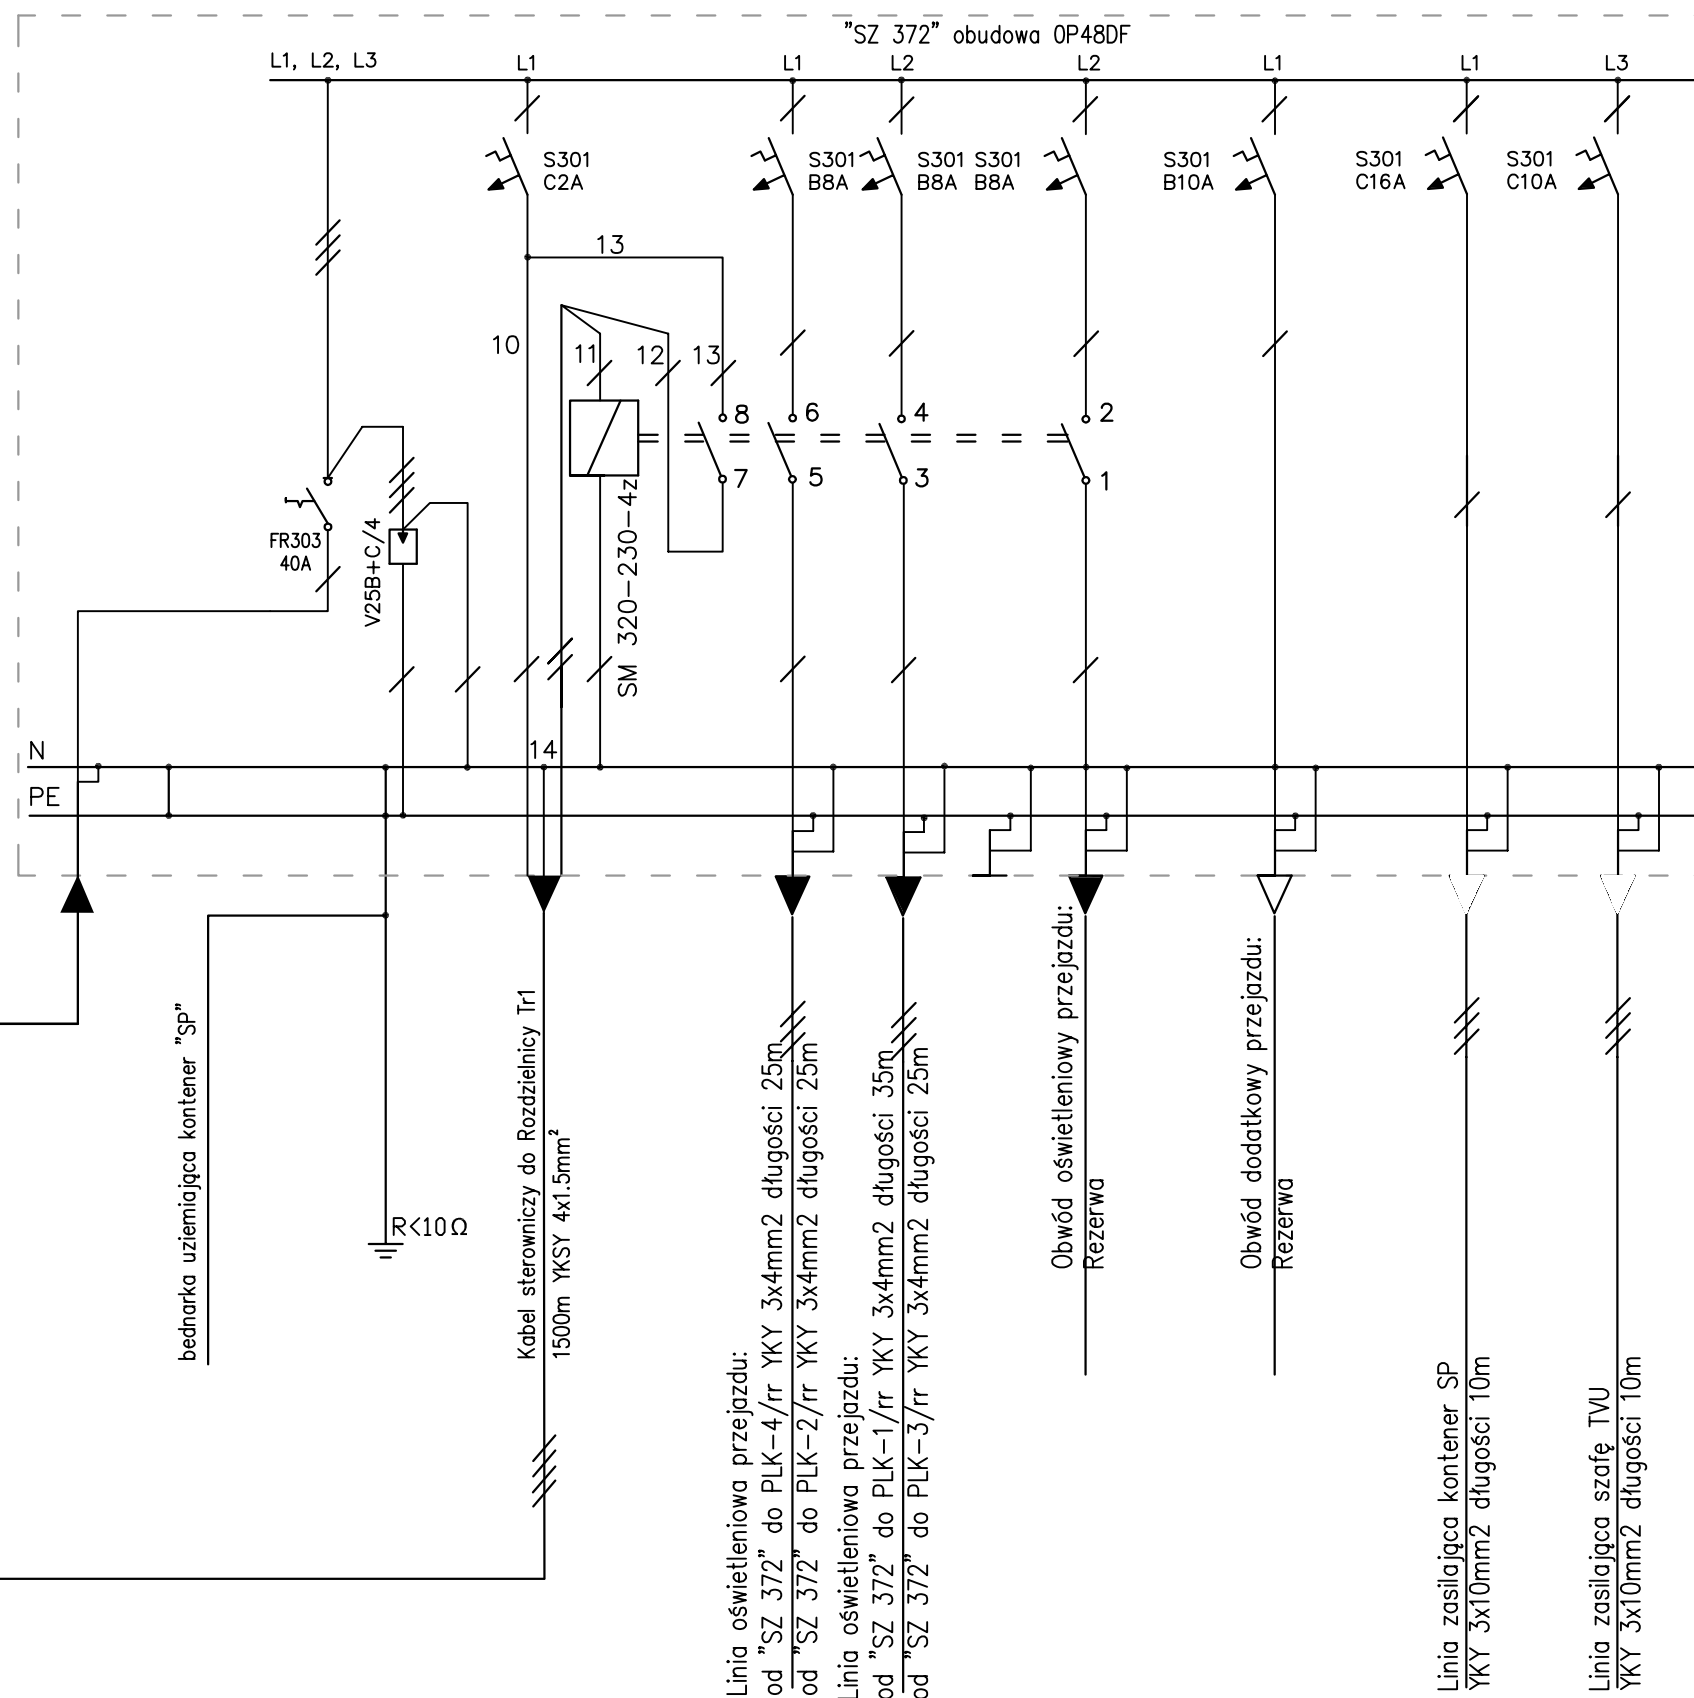 "SZ 372" obudowa OP48DF
L1, L2, L3
L1
L1
L2
L2
L1
L1
L3
S301
C2A
S301
B8A
S301
B8A
S301
B8A
S301
B10A
S301
C16A
S301
C10A
13
10
11
12
13
8
6
4
2
7
5
3
1
FR303
40A
V25B+C/4
SM 320-230-4z
N
14
PE
bednarka uziemiająca kontener "SP"
R<10Ω
Kabel sterowniczy do Rozdzielnicy Tr1
1500m YKSY 4x1.5mm²
Linia oświetleniowa przejazdu:
od "SZ 372" do PLK-4/rr YKY 3x4mm2 długości 25m
od "SZ 372" do PLK-2/rr YKY 3x4mm2 długości 25m
Linia oświetleniowa przejazdu:
od "SZ 372" do PLK-1/rr YKY 3x4mm2 długości 35m
od "SZ 372" do PLK-3/rr YKY 3x4mm2 długości 25m
Obwód oświetleniowy przejazdu:
Rezerwa
Obwód dodatkowy przejazdu:
Rezerwa
Linia zasilająca kontener SP
YKY 3x10mm2 długości 10m
Linia zasilająca szafę TVU
YKY 3x10mm2 długości 10m